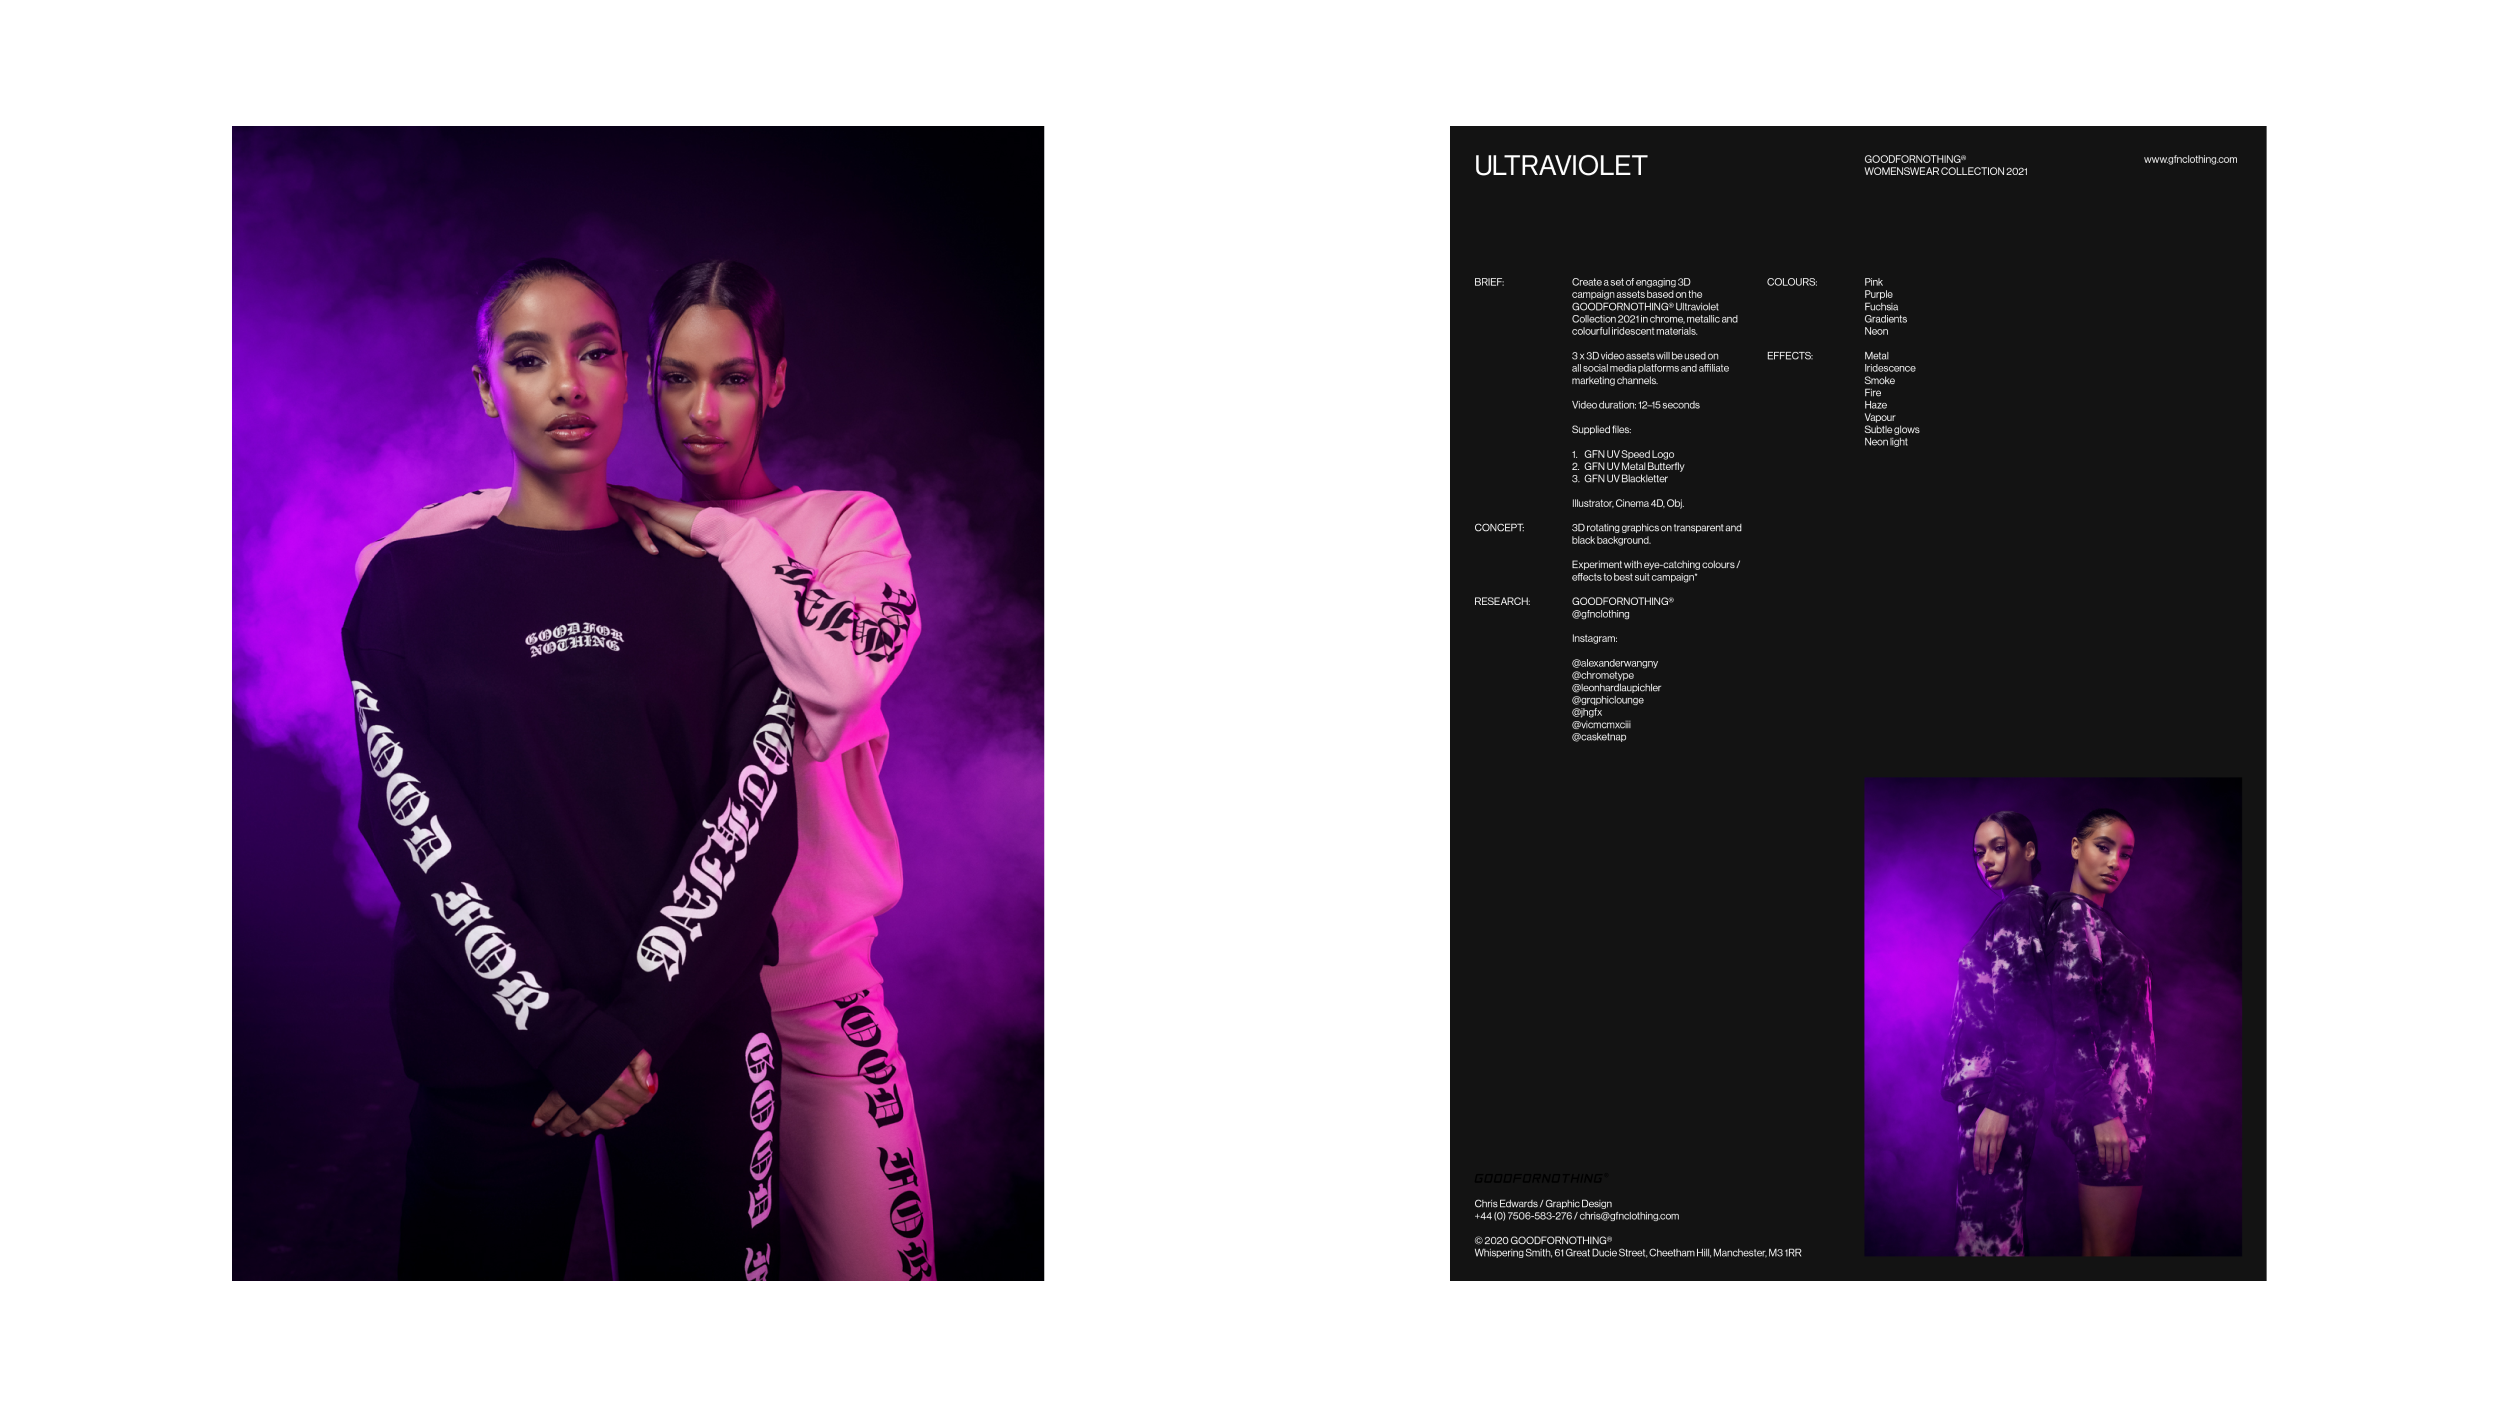 GOOD FOR
NOTHING
GOOD FOR
NOTHING
GOOD
GOOD FOR
ULTRAVIOLET
GOODFORNOTHING®
WOMENSWEAR COLLECTION 2021
www.gfnclothing.com
BRIEF:
Create a set of engaging 3D
campaign assets based on the
GOODFORNOTHING® Ultraviolet
Collection 2021 in chrome, metallic and
colourful iridescent materials.
3 x 3D video assets will be used on
all social media platforms and affiliate
marketing channels.
Video duration: 12–15 seconds
Supplied files:
1. GFN UV Speed Logo
2. GFN UV Metal Butterfly
3. GFN UV Blackletter
Illustrator, Cinema 4D, Obj.
CONCEPT:
3D rotating graphics on transparent and
black background.
Experiment with eye-catching colours /
effects to best suit campaign*
RESEARCH:
GOODFORNOTHING®
@gfnclothing
Instagram:
@alexanderwangny
@chrometype
@leonhardlaupichler
@grqphiclounge
@jhgfx
@vicmcmxciii
@casketnap
COLOURS:
Pink
Purple
Fuchsia
Gradients
Neon
EFFECTS:
Metal
Iridescence
Smoke
Fire
Haze
Vapour
Subtle glows
Neon light
GOODFORNOTHING®
Chris Edwards / Graphic Design
+44 (0) 7506-583-276 / chris@gfnclothing.com
© 2020 GOODFORNOTHING®
Whispering Smith, 61 Great Ducie Street, Cheetham Hill, Manchester, M3 1RR